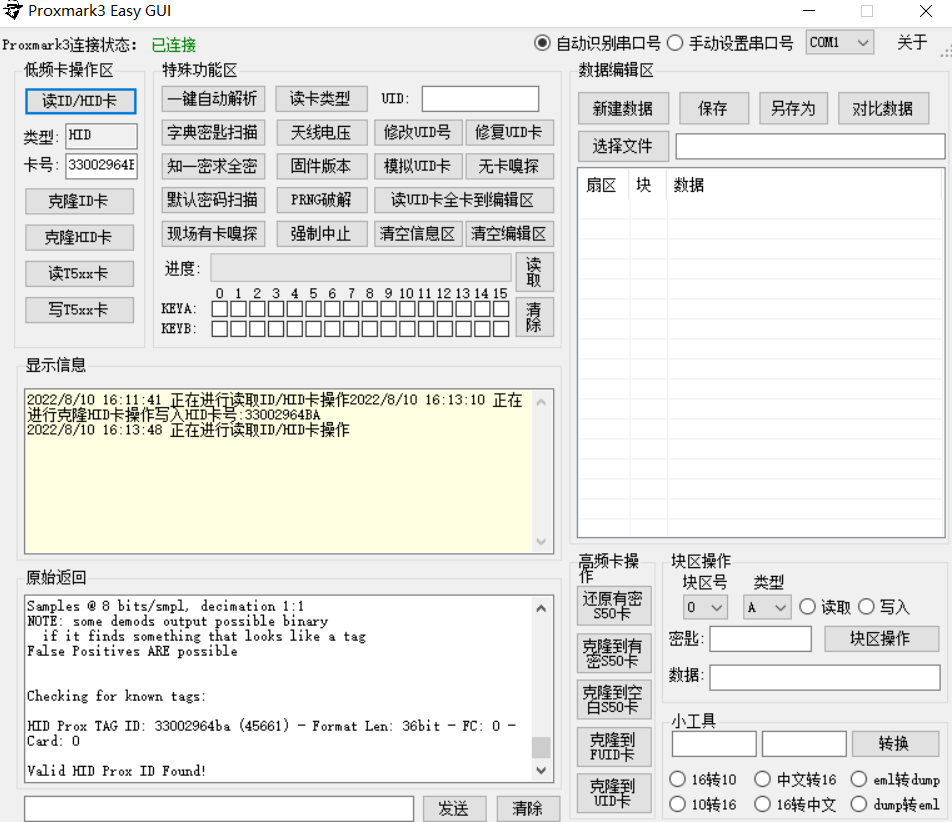 Proxmark3 Easy GUI
Proxmark3连接状态： 已连接
自动识别串口号 手动设置串口号 COM1 关于
低频卡操作区
读ID/HID卡
类型: HID
卡号: 33002964B
克隆ID卡
克隆HID卡
读T5xx卡
写T5xx卡
特殊功能区
一键自动解析 读卡类型 UID:
字典密匙扫描 天线电压 修改UID号 修复UID卡
知一密求全密 固件版本 模拟UID卡 无卡嗅探
默认密码扫描 PRNG破解 读UID卡全卡到编辑区
现场有卡嗅探 强制中止 清空信息区 清空编辑区
进度: 读取
0 1 2 3 4 5 6 7 8 9 10 11 12 13 14 15
KEYA:
KEYB:
清除
数据编辑区
新建数据 保存 另存为 对比数据
选择文件
扇区 块 数据
显示信息
2022/8/10 16:11:41 正在进行读取ID/HID卡操作2022/8/10 16:13:10 正在
进行克隆HID卡操作写入HID卡号:33002964BA
2022/8/10 16:13:48 正在进行读取ID/HID卡操作
原始返回
Samples @ 8 bits/smpl, decimation 1:1
NOTE: some demods output possible binary
if it finds something that looks like a tag
False Positives ARE possible
Checking for known tags:
HID Prox TAG ID: 33002964ba (45661) - Format Len: 36bit - FC: 0 -
Card: 0
Valid HID Prox ID Found!
发送 清除
高频卡操
作
还原有密
S50卡
克隆到有
密S50卡
克隆到空
白S50卡
克隆到
FUID卡
克隆到
UID卡
块区操作
块区号 类型
0 A 读取 写入
密匙: 块区操作
数据:
小工具
转换
16转10 中文转16 eml转dump
10转16 16转中文 dump转eml